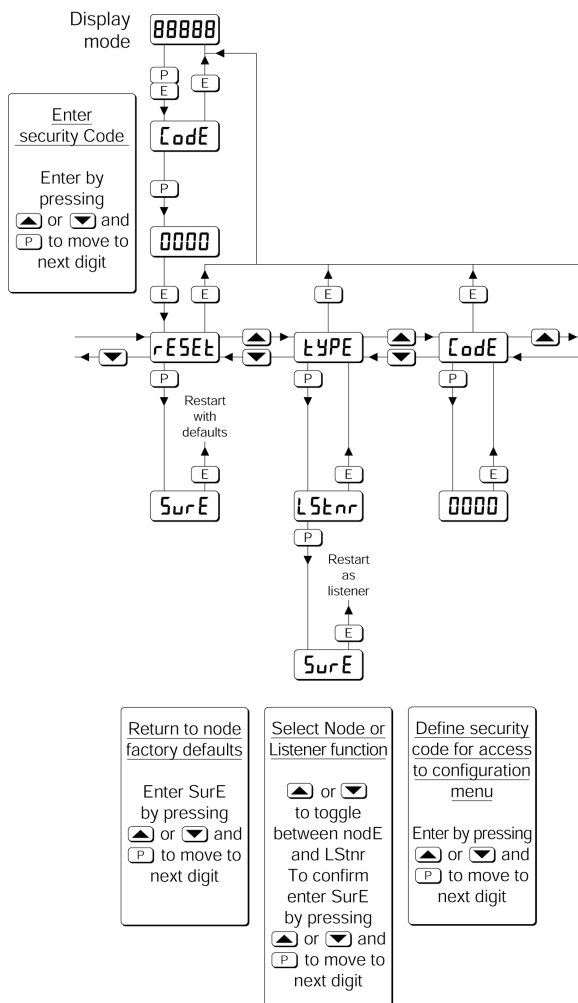 Display
mode
88888
P
E
E
CodE
Enter
security Code
Enter by
pressing
▲ or ▼ and
P to move to
next digit
P
0000
E
E
E
E
▼
rESEt
▲
▼
tYPE
▲
▼
CodE
▲
P
P
P
Restart
with
defaults
E
E
E
SurE
LStnr
0000
P
Restart
as
listener
E
SurE
Return to node
factory defaults
Enter SurE
by pressing
▲ or ▼ and
P to move to
next digit
Select Node or
Listener function
▲ or ▼
to toggle
between nodE
and LStnr
To confirm
enter SurE
by pressing
▲ or ▼ and
P to move to
next digit
Define security
code for access
to configuration
menu
Enter by pressing
▲ or ▼ and
P to move to
next digit